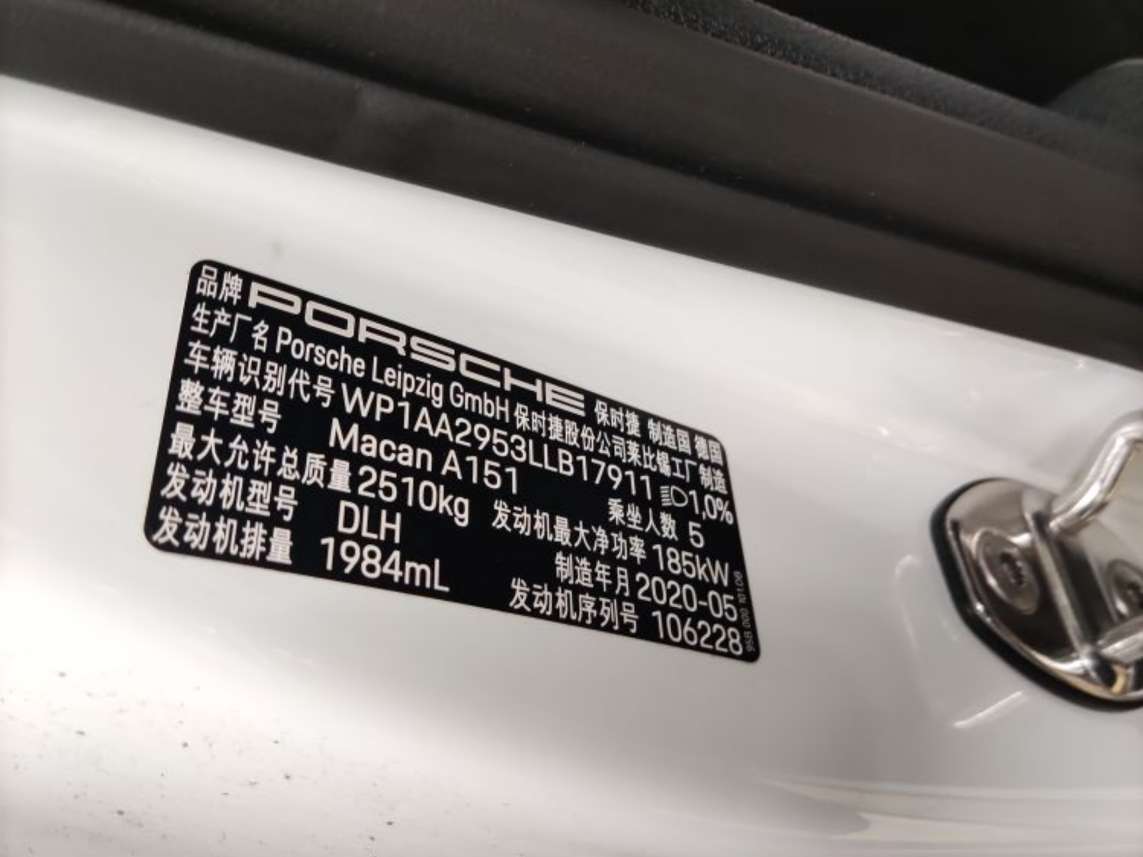 品牌 PORSCHE 保时捷 制造国 德国
生产厂名 Porsche Leipzig GmbH 保时捷股份公司莱比锡工厂制造
车辆识别代号 WP1AA2953LLB17911 1,0%
整车型号 Macan A151 乘坐人数 5
最大允许总质量 2510kg 发动机最大净功率 185kW
发动机型号 DLH 制造年月 2020-05
发动机排量 1984mL 发动机序列号 106228
95B 000 101 DB